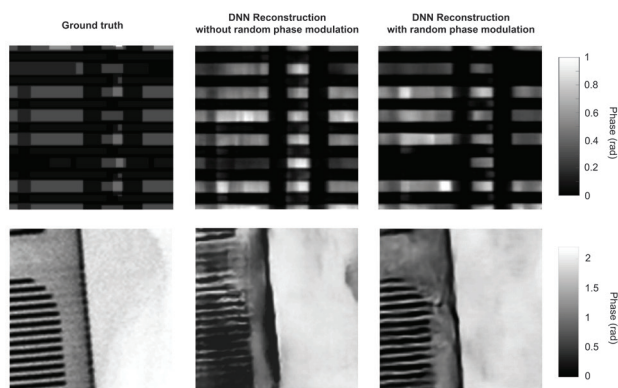 Ground truth
DNN Reconstruction
without random phase modulation
DNN Reconstruction
with random phase modulation
1
0.8
0.6
0.4
0.2
0
Phase (rad)
2
1.5
1
0.5
0
Phase (rad)